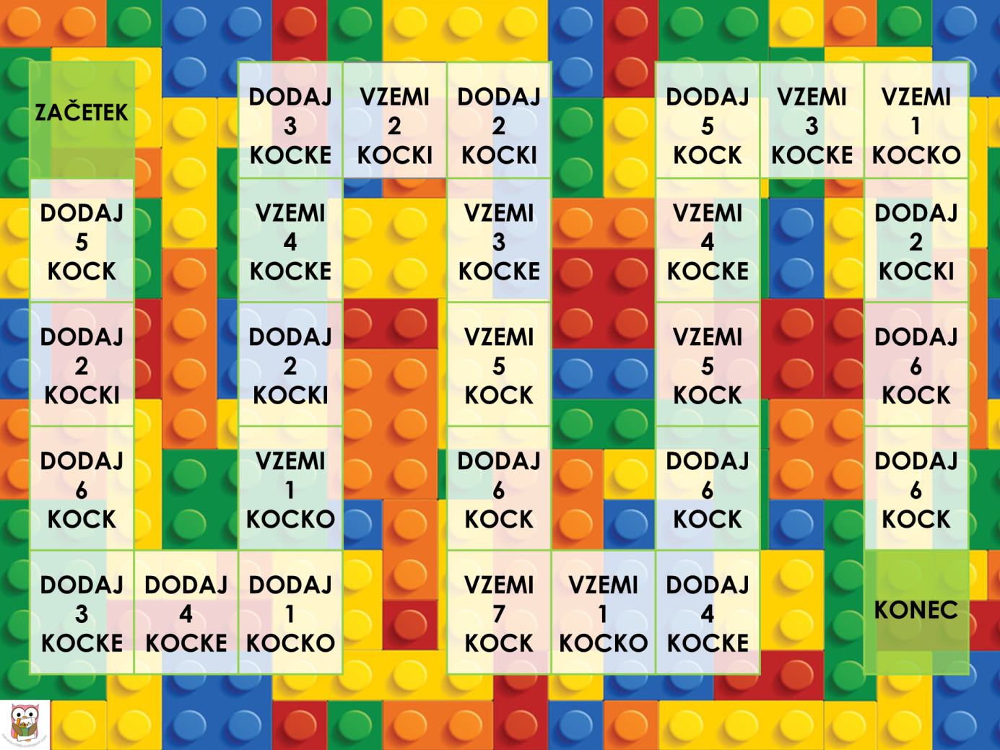 ZAČETEK
DODAJ
5
KOCK
DODAJ
2
KOCKI
DODAJ
6
KOCK
DODAJ
3
KOCKE
DODAJ
4
KOCKE
DODAJ
1
KOCKO
VZEMI
1
KOCKO
DODAJ
2
KOCKI
VZEMI
4
KOCKE
DODAJ
3
KOCKE
VZEMI
2
KOCKI
DODAJ
2
KOCKI
VZEMI
3
KOCKE
VZEMI
5
KOCK
DODAJ
6
KOCK
VZEMI
7
KOCK
VZEMI
1
KOCKO
DODAJ
4
KOCKE
DODAJ
6
KOCK
VZEMI
5
KOCK
VZEMI
4
KOCKE
DODAJ
5
KOCK
VZEMI
3
KOCKE
VZEMI
1
KOCKO
DODAJ
2
KOCKI
DODAJ
6
KOCK
DODAJ
6
KOCK
KONEC